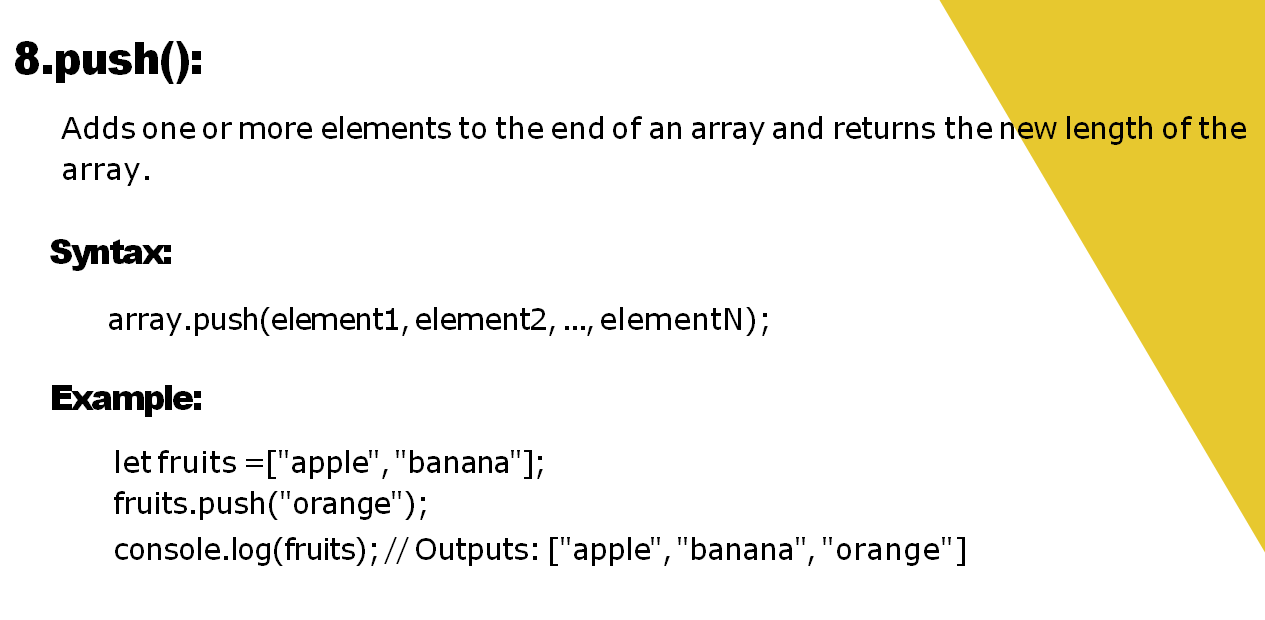 8.push():
Adds one or more elements to the end of an array and returns the new length of the
array.
Syntax:
array.push(element1, element2, ..., elementN);
Example:
let fruits =["apple", "banana"];
fruits.push("orange");
console.log(fruits); // Outputs: ["apple", "banana", "orange"]